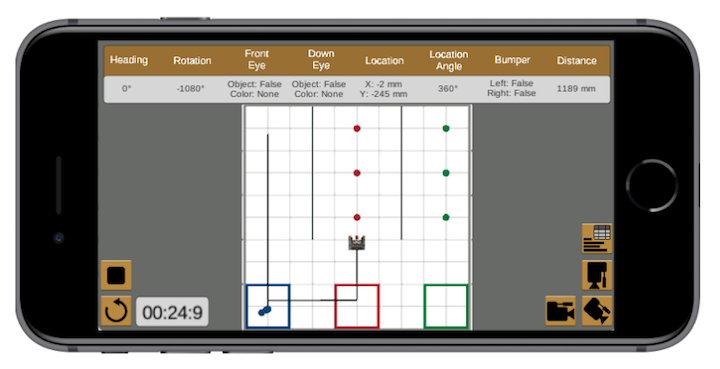 Heading Rotation Front Eye Down Eye Location Location Angle Bumper Distance
0° -1080° Object: False Color: None Object: False Color: None X: -2 mm Y: -245 mm 360° Left: False Right: False 1189 mm
00:24:9